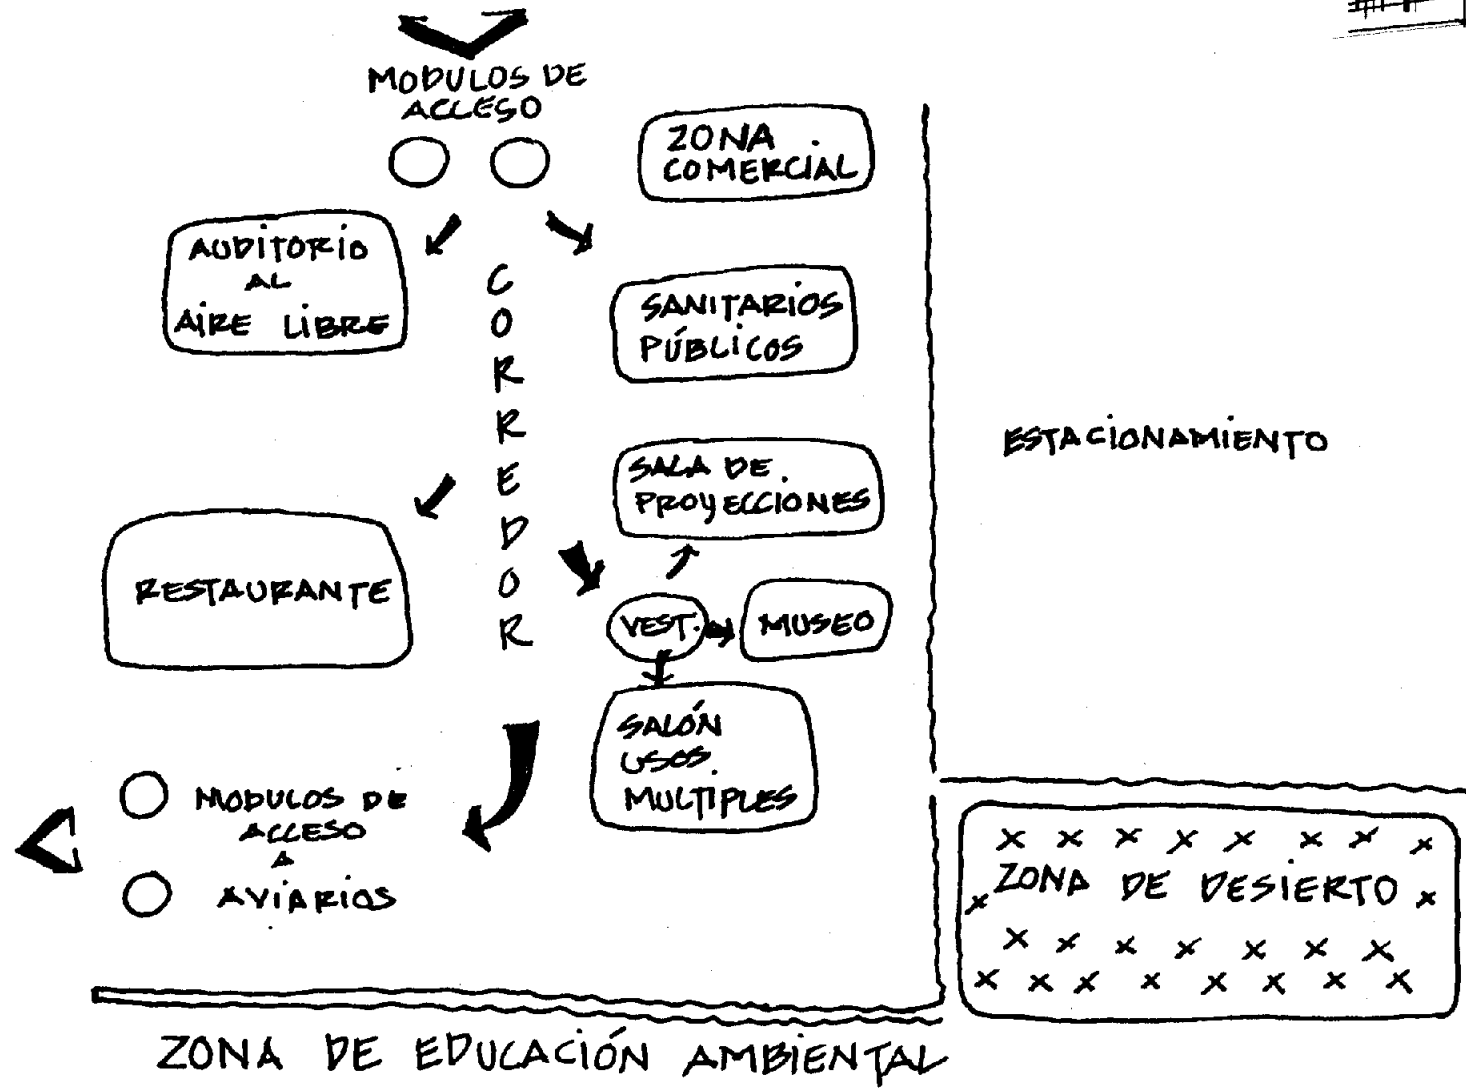 MODULOS DE
ACCESO
ZONA
COMERCIAL
AUDITORIO
AL
AIRE LIBRE
CORREDOR
SANITARIOS
PÚBLICOS
ESTACIONAMIENTO
SALA DE
PROYECCIONES
RESTAURANTE
VEST.
MUSEO
SALÓN
USOS
MULTIPLES
MODULOS DE
ACCESO
A
AVIARIOS
ZONA DE DESIERTO
ZONA DE EDUCACIÓN AMBIENTAL